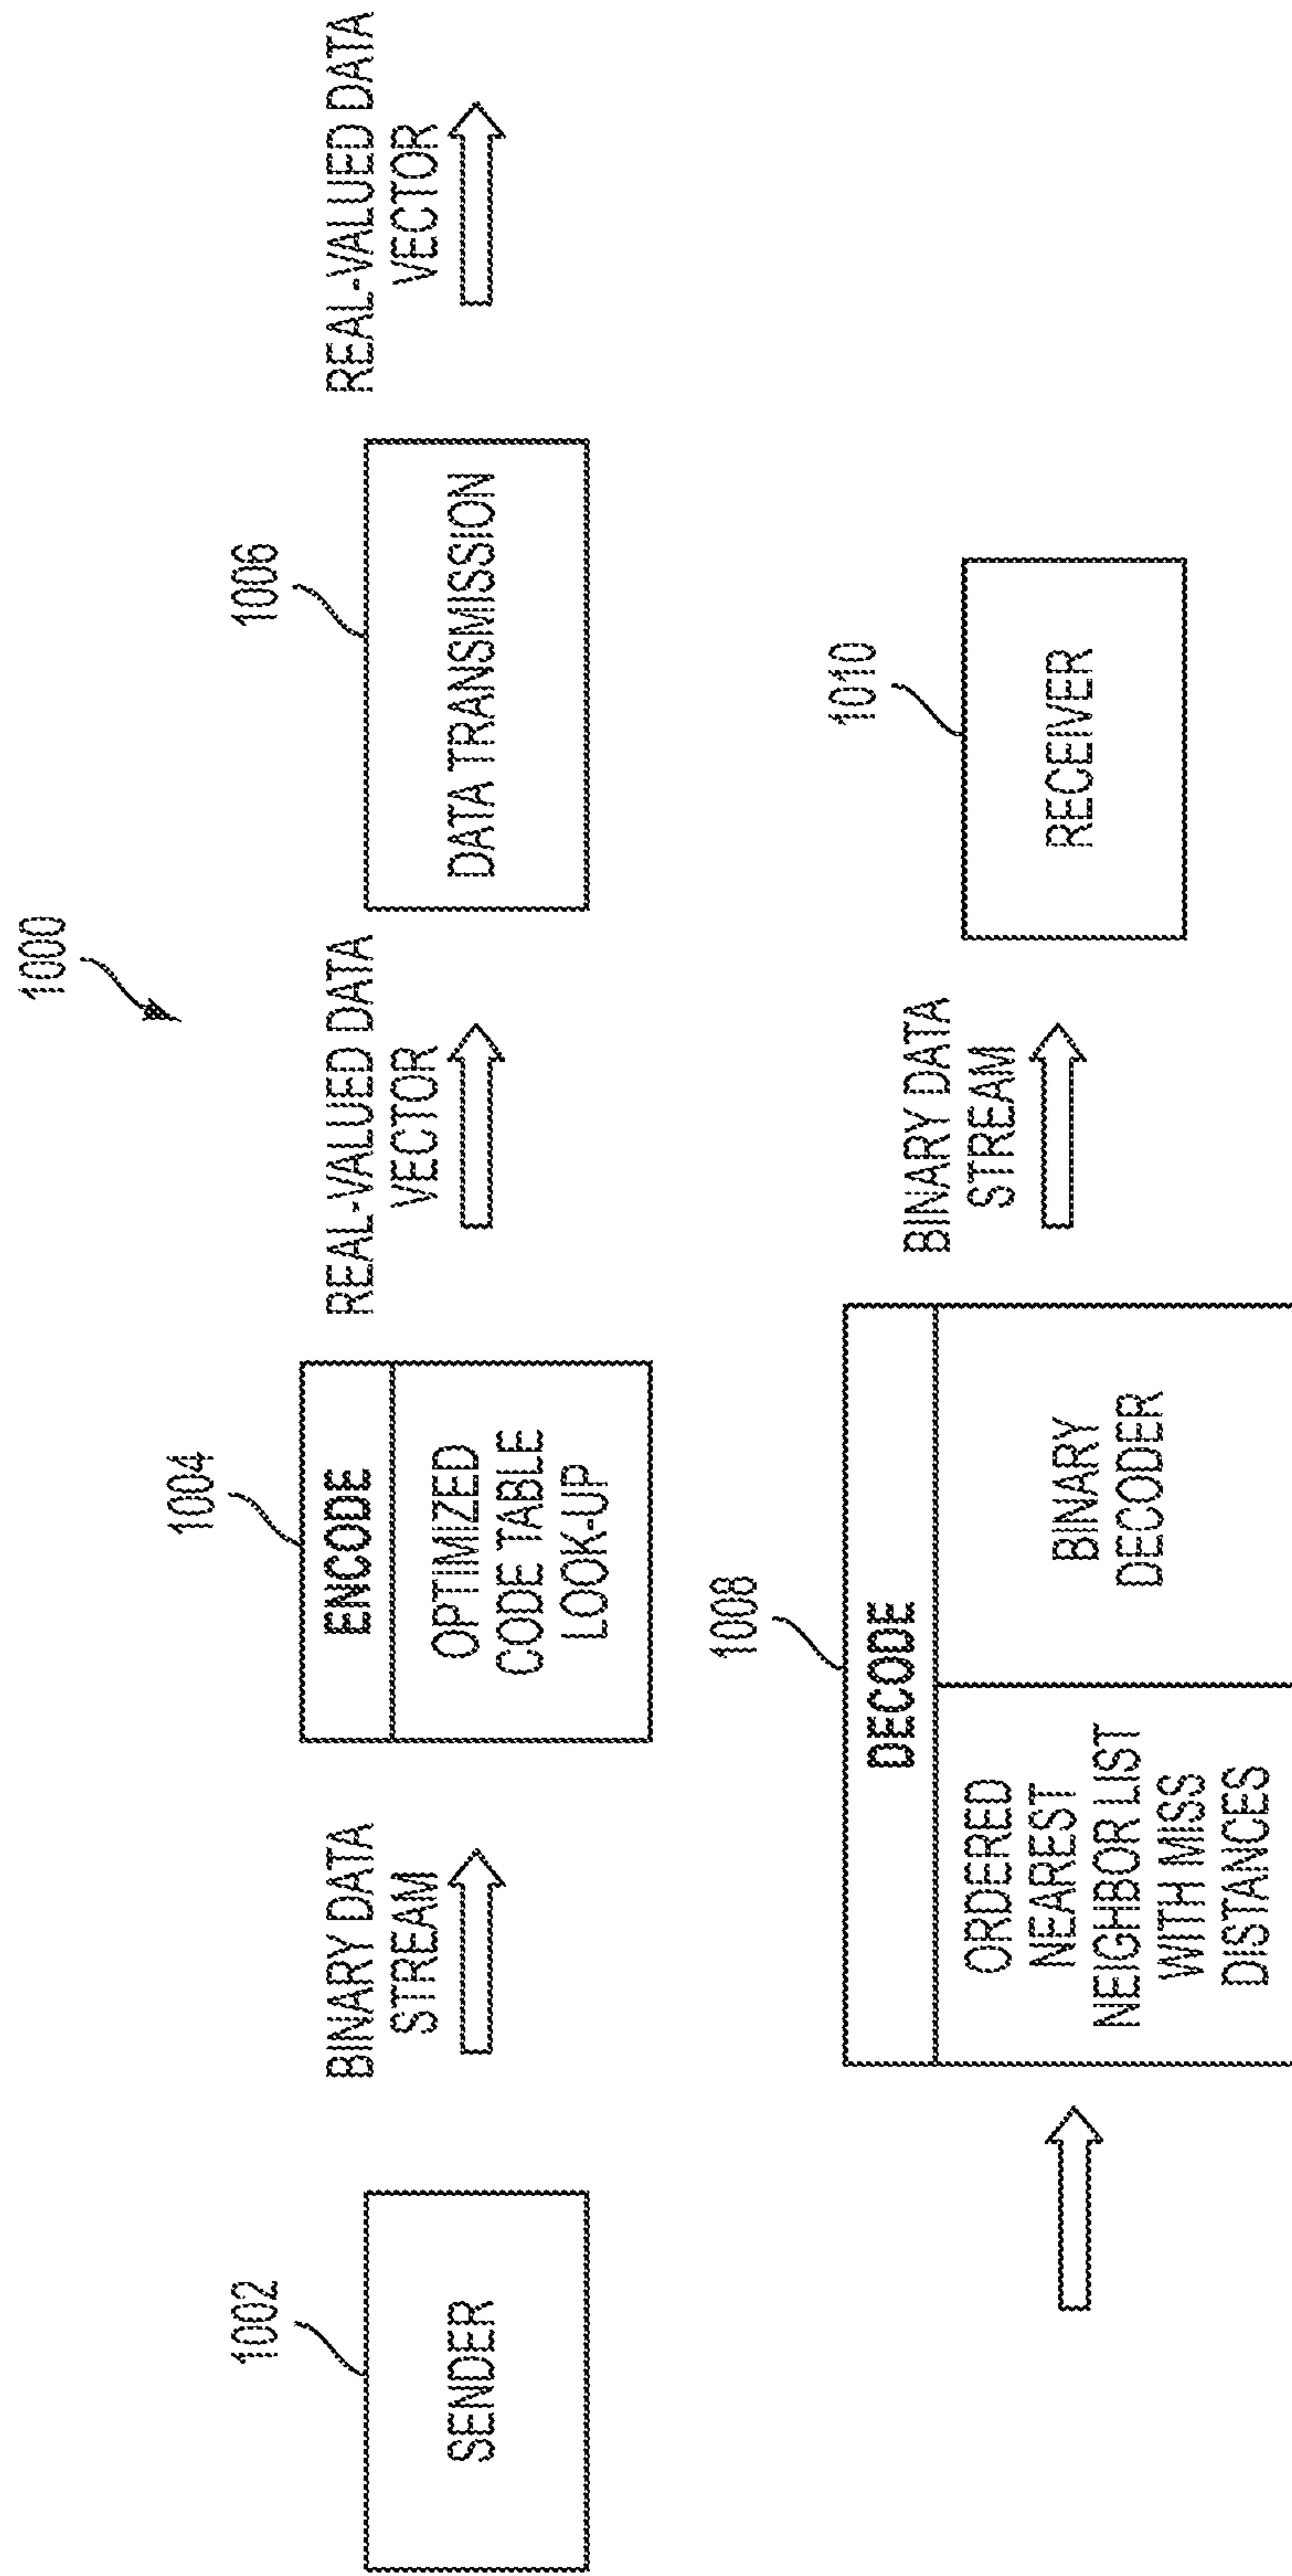 1000
1002
SENDER
BINARY DATA
STREAM
1004
ENCODE
OPTIMIZED
CODE TABLE
LOOK-UP
REAL-VALUED DATA
VECTOR
1006
DATA TRANSMISSION
REAL-VALUED DATA
VECTOR
1008
DECODE
ORDERED
NEAREST
NEIGHBOR LIST
WITH MISS
DISTANCES
BINARY
DECODER
BINARY DATA
STREAM
1010
RECEIVER